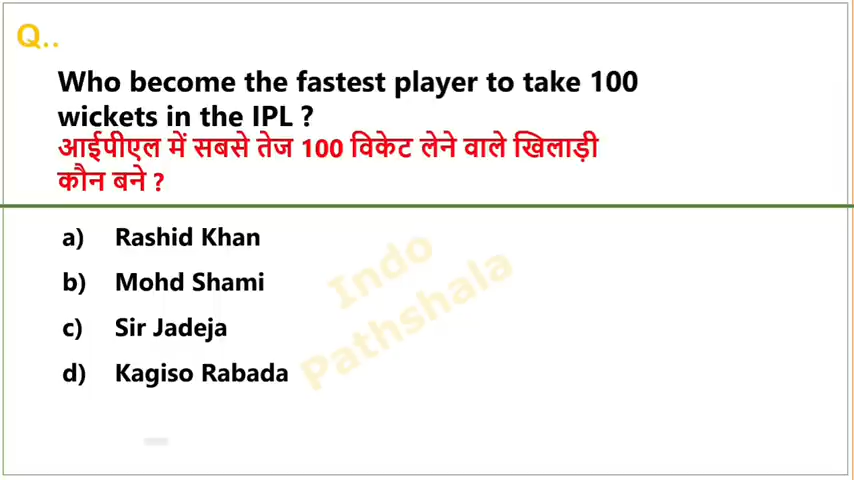 Q..
Who become the fastest player to take 100
wickets in the IPL ?
आईपीएल में सबसे तेज 100 विकेट लेने वाले खिलाड़ी
कौन बने ?
a) Rashid Khan
b) Mohd Shami
c) Sir Jadeja
d) Kagiso Rabada
Indo
Pathshala